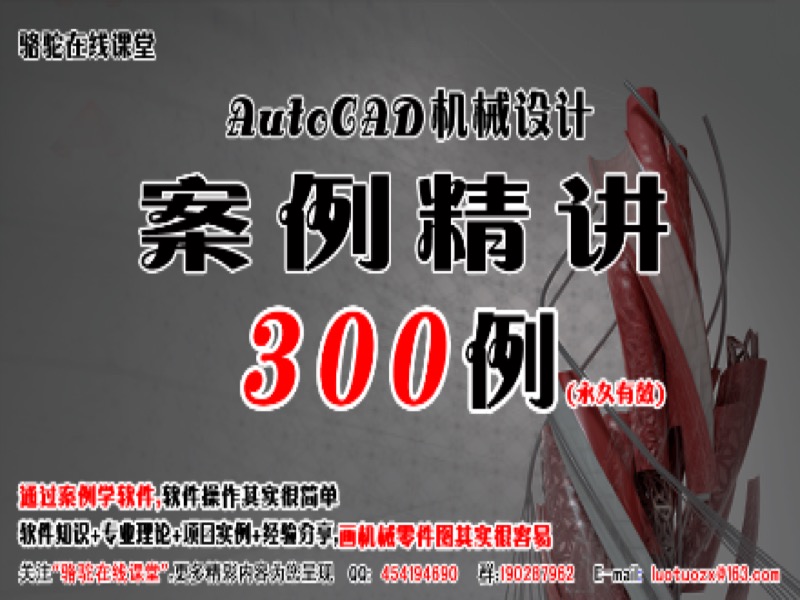 骆驼在线课堂
AutoCAD机械设计
案例精讲
300例(永久有效)
通过案例学软件,软件操作其实很简单
软件知识+专业理论+项目实例+经验分享,画机械零件图其实很容易
关注"骆驼在线课堂",更多精彩内容为您呈现 QQ: 454194690 群:190287962 E-mail: luotuozx@163.com